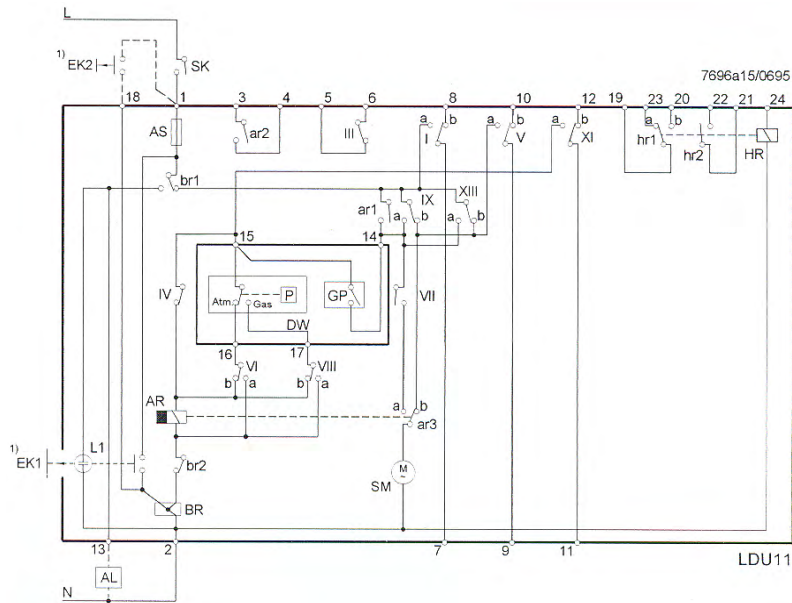 L
1) EK2
SK
7696a15/0695
18 1 3 4 5 6 8 10 12 19 23 20 22 21 24
AS
ar2
III
a b
I
a b
V
a b
XI
a b
hr1
hr2
HR
br1
ar1
IX
a b
XIII
a b
15 14
IV
P
Atm. Gas
GP
VII
DW
16 17
VI
b a
VIII
b a
AR
a b
ar3
1) EK1
L1
br2
M
~
SM
BR
13 2 7 9 11
LDU11
AL
N